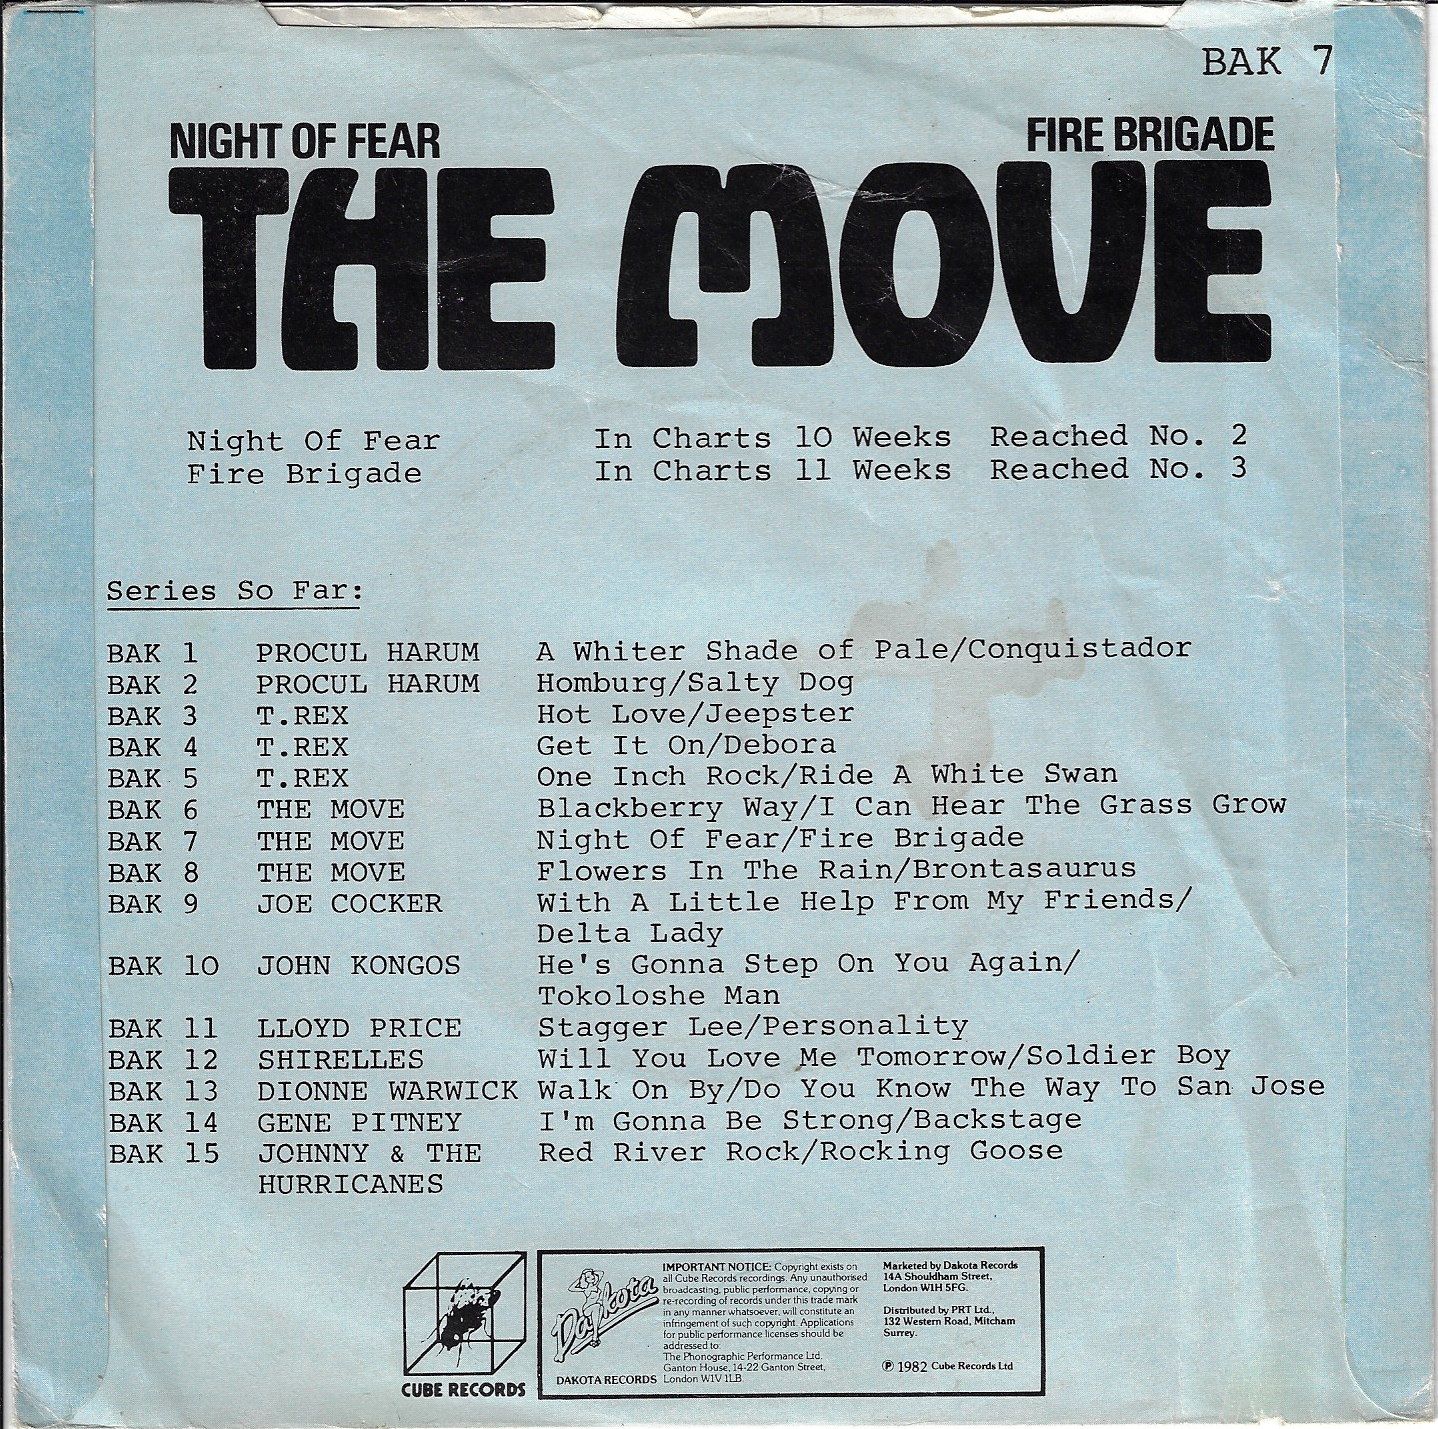 BAK 7
NIGHT OF FEAR FIRE BRIGADE
THE MOVE
Night Of Fear In Charts 10 Weeks Reached No. 2
Fire Brigade In Charts 11 Weeks Reached No. 3
Series So Far:
BAK 1 PROCUL HARUM A Whiter Shade of Pale/Conquistador
BAK 2 PROCUL HARUM Homburg/Salty Dog
BAK 3 T.REX Hot Love/Jeepster
BAK 4 T.REX Get It On/Debora
BAK 5 T.REX One Inch Rock/Ride A White Swan
BAK 6 THE MOVE Blackberry Way/I Can Hear The Grass Grow
BAK 7 THE MOVE Night Of Fear/Fire Brigade
BAK 8 THE MOVE Flowers In The Rain/Brontasaurus
BAK 9 JOE COCKER With A Little Help From My Friends/
Delta Lady
BAK 10 JOHN KONGOS He's Gonna Step On You Again/
Tokoloshe Man
BAK 11 LLOYD PRICE Stagger Lee/Personality
BAK 12 SHIRELLES Will You Love Me Tomorrow/Soldier Boy
BAK 13 DIONNE WARWICK Walk On By/Do You Know The Way To San Jose
BAK 14 GENE PITNEY I'm Gonna Be Strong/Backstage
BAK 15 JOHNNY & THE Red River Rock/Rocking Goose
HURRICANES
CUBE RECORDS
Dakota
DAKOTA RECORDS
IMPORTANT NOTICE: Copyright exists on
all Cube Records recordings. Any unauthorised
broadcasting, public performance, copying or
re-recording of records under this trade mark
in any manner whatsoever, will constitute an
infringement of such copyright. Applications
for public performance licenses should be
addressed to:
The Phonographic Performance Ltd.
Ganton House, 14-22 Ganton Street,
London W1V 1LB
Marketed by Dakota Records
14A Shouldham Street,
London W1H 5FG.
Distributed by PRT Ltd.,
132 Western Road, Mitcham
Surrey.
℗ 1982 Cube Records Ltd